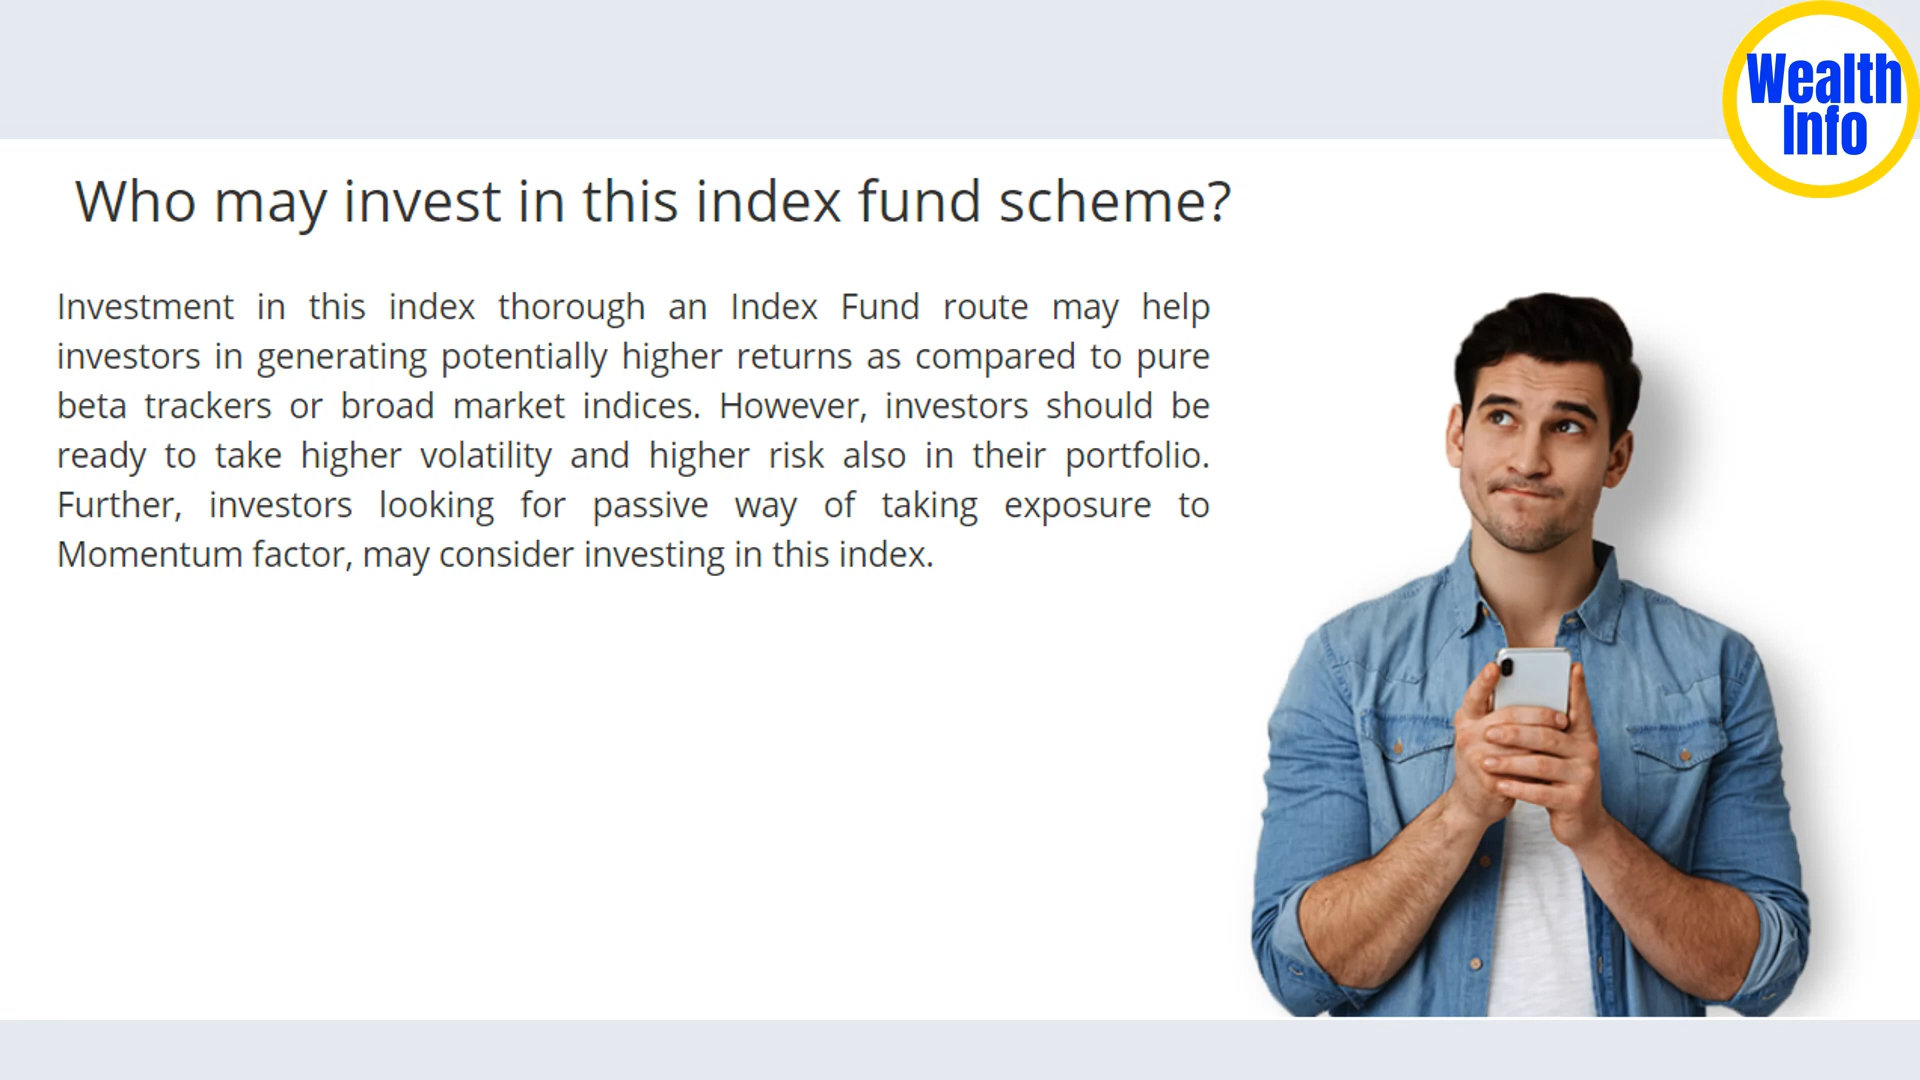 Wealth
Info
Who may invest in this index fund scheme?
Investment in this index thorough an Index Fund route may help
investors in generating potentially higher returns as compared to pure
beta trackers or broad market indices. However, investors should be
ready to take higher volatility and higher risk also in their portfolio.
Further, investors looking for passive way of taking exposure to
Momentum factor, may consider investing in this index.